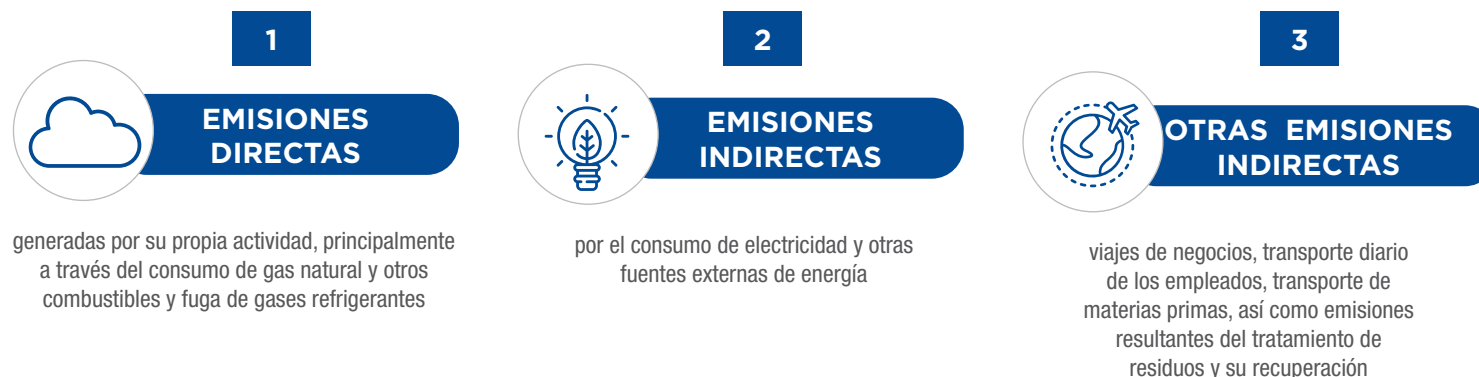 1
EMISIONES
DIRECTAS
generadas por su propia actividad, principalmente
a través del consumo de gas natural y otros
combustibles y fuga de gases refrigerantes
2
EMISIONES
INDIRECTAS
por el consumo de electricidad y otras
fuentes externas de energía
3
OTRAS EMISIONES
INDIRECTAS
viajes de negocios, transporte diario
de los empleados, transporte de
materias primas, así como emisiones
resultantes del tratamiento de
residuos y su recuperación